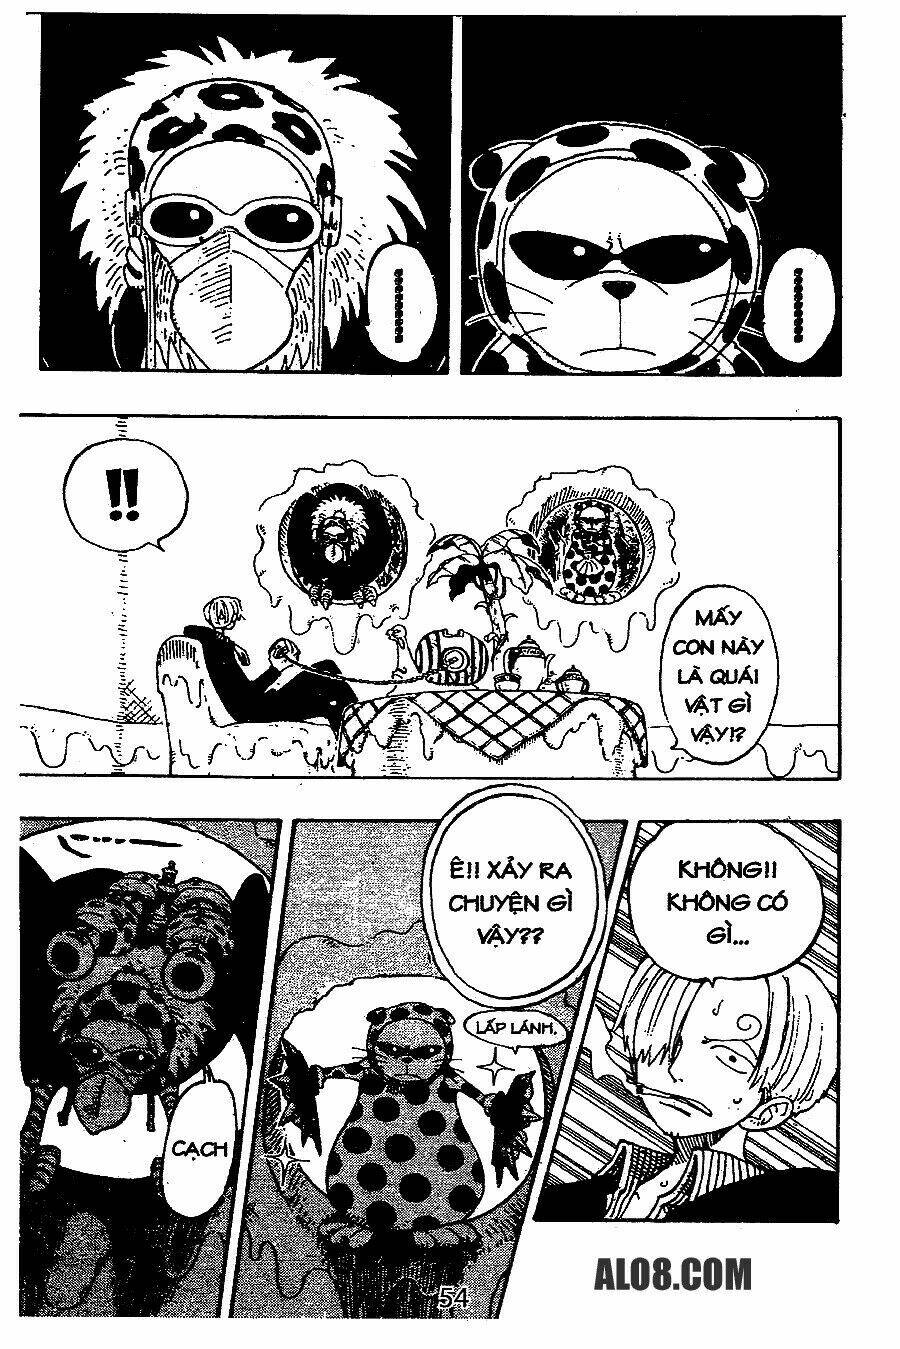 .........
.........
!!
MẤY
CON NÀY
LÀ QUÁI
VẬT GÌ
VẬY!?
KHÔNG!!
KHÔNG CÓ
GÌ...
Ê!! XẢY RA
CHUYỆN GÌ
VẬY??
LẤP LÁNH.
CẠCH
ALO8.COM
54